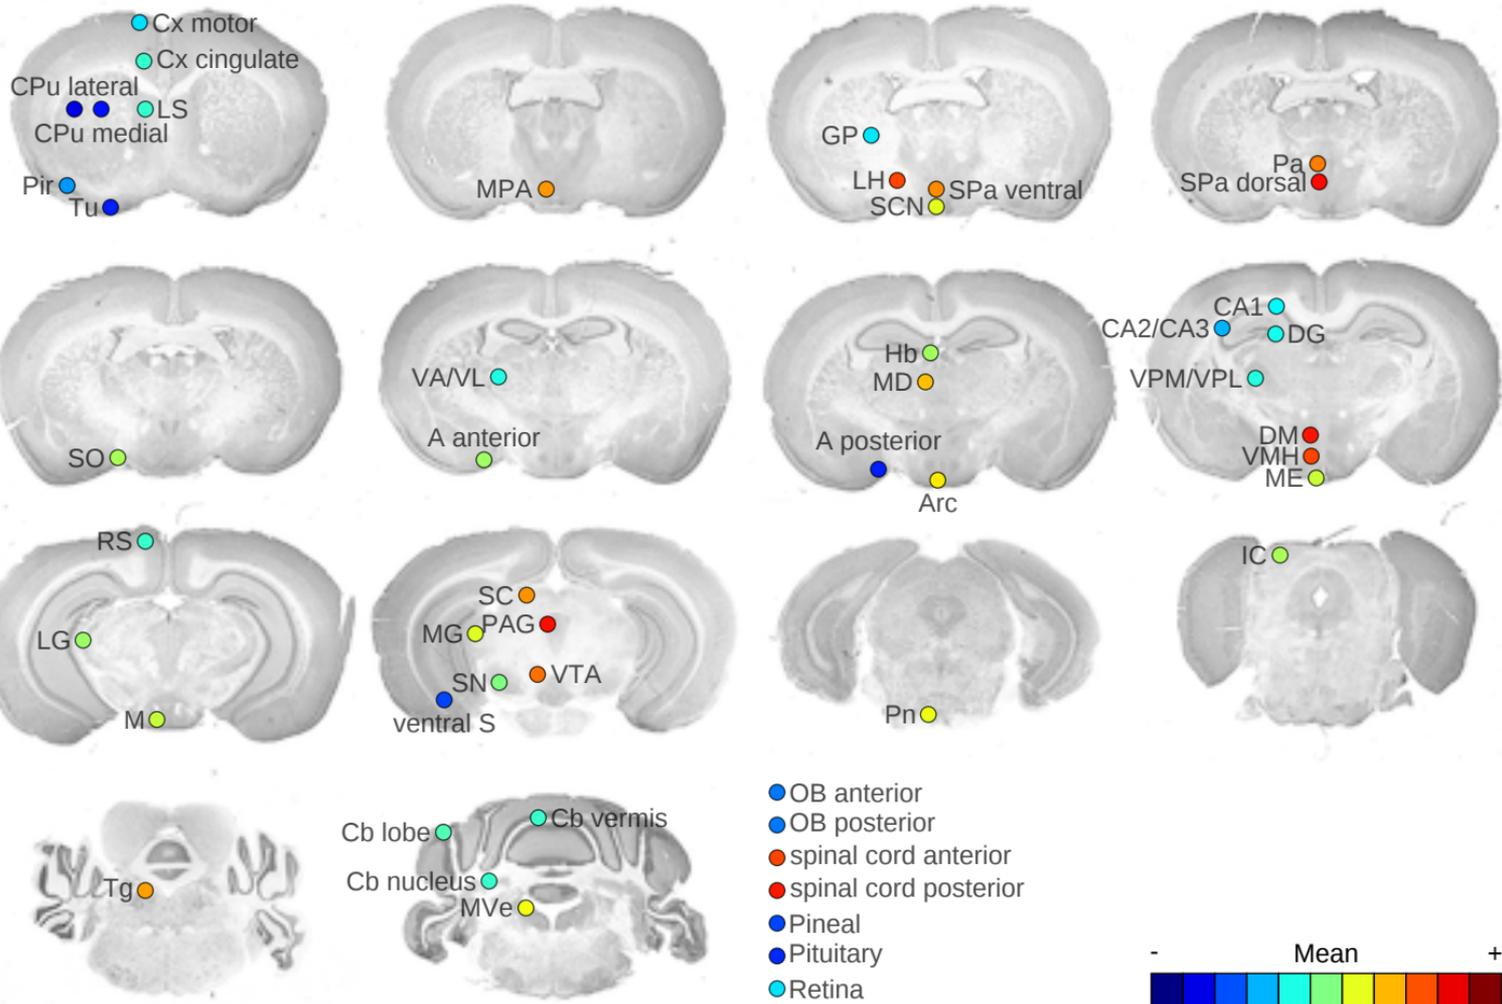 Cx motor
Cx cingulate
CPu lateral
LS
CPu medial
Pir
Tu
MPA
GP
LH
SPa ventral
SCN
Pa
SPa dorsal
SO
VA/VL
A anterior
Hb
MD
A posterior
Arc
CA1
CA2/CA3
DG
VPM/VPL
DM
VMH
ME
RS
LG
M
SC
PAG
MG
VTA
SN
ventral S
Pn
IC
Tg
Cb vermis
Cb lobe
Cb nucleus
MVe
OB anterior
OB posterior
spinal cord anterior
spinal cord posterior
Pineal
Pituitary
Retina
- Mean +